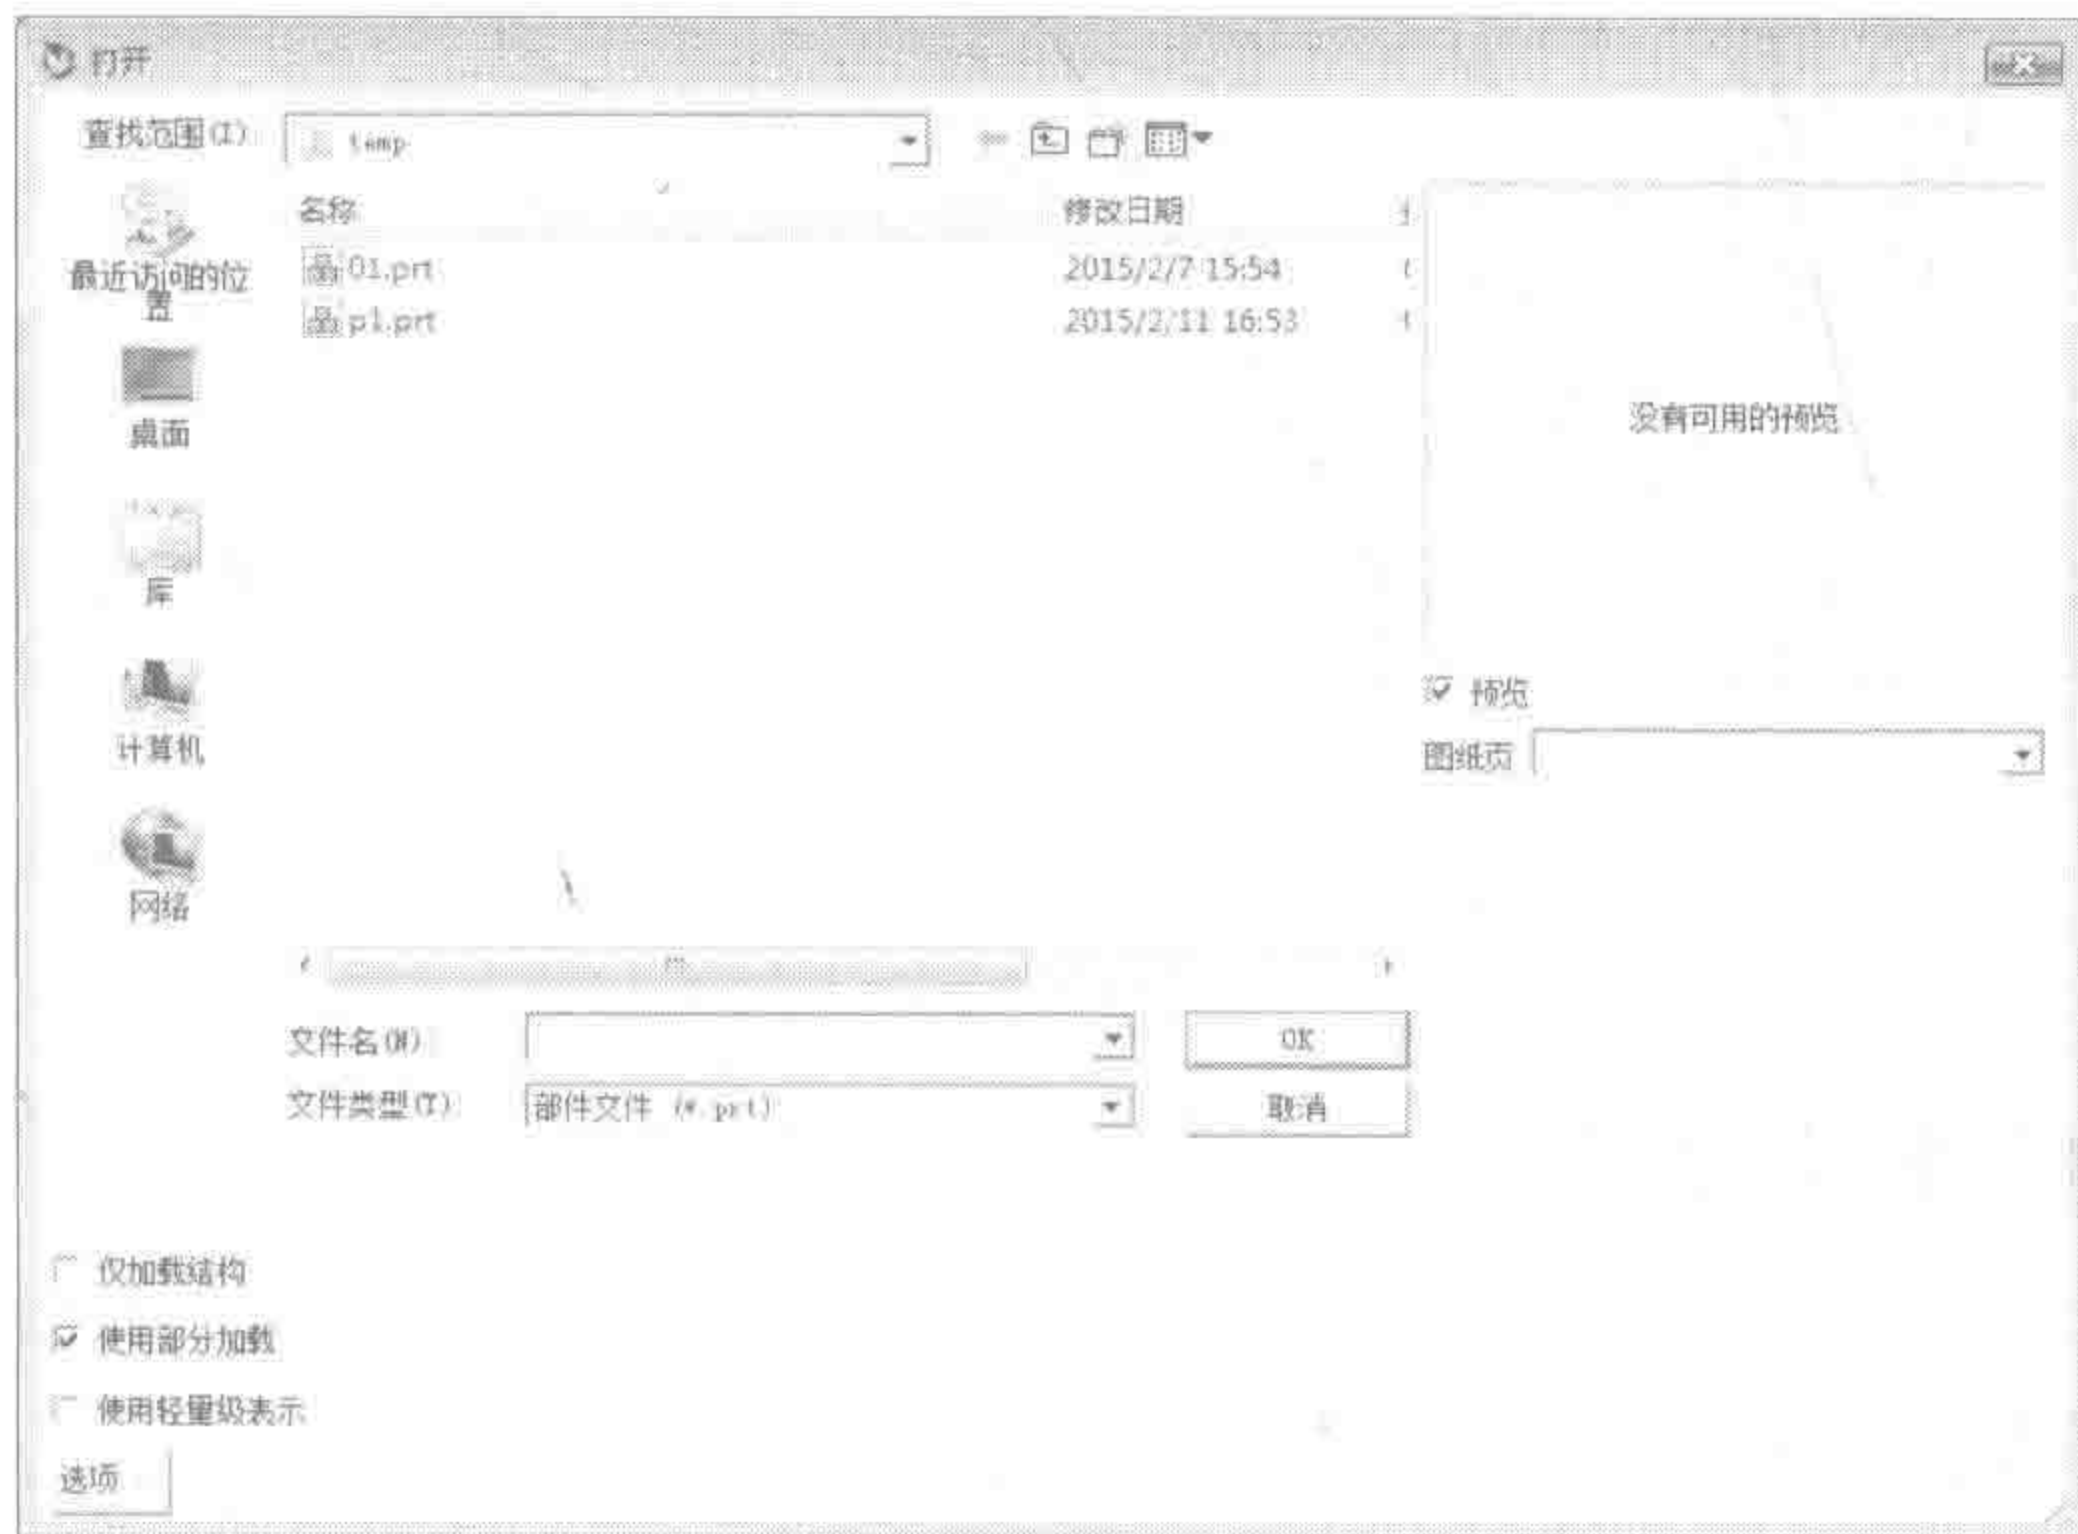 打开
查找范围(I) temp
名称 修改日期
01.prt 2015/2/7 15:54
p1.prt 2015/2/11 16:53
最近访问的位
置
桌面
库
计算机
网络
没有可用的预览
预览
图纸页
文件名(N) OK
文件类型(T) 部件文件 (*.prt) 取消
仅加载结构
使用部分加载
使用轻量级表示
选项